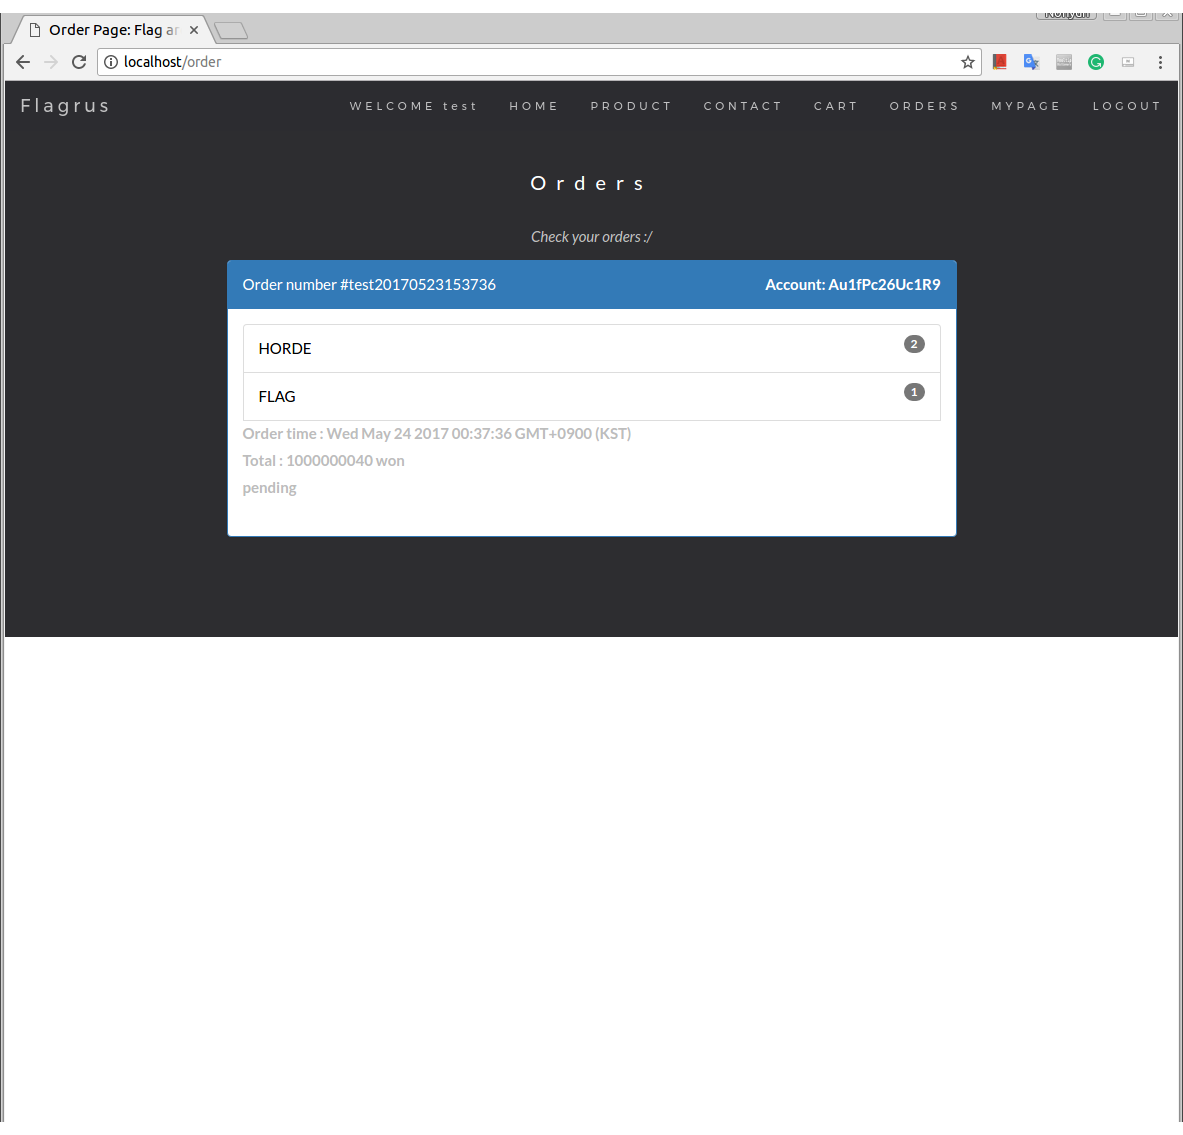 Order Page: Flag ar
localhost/order
Flagrus
WELCOME test HOME PRODUCT CONTACT CART ORDERS MYPAGE LOGOUT
Orders
Check your orders :/
Order number #test20170523153736 Account: Au1fPc26Uc1R9
HORDE 2
FLAG 1
Order time : Wed May 24 2017 00:37:36 GMT+0900 (KST)
Total : 1000000040 won
pending